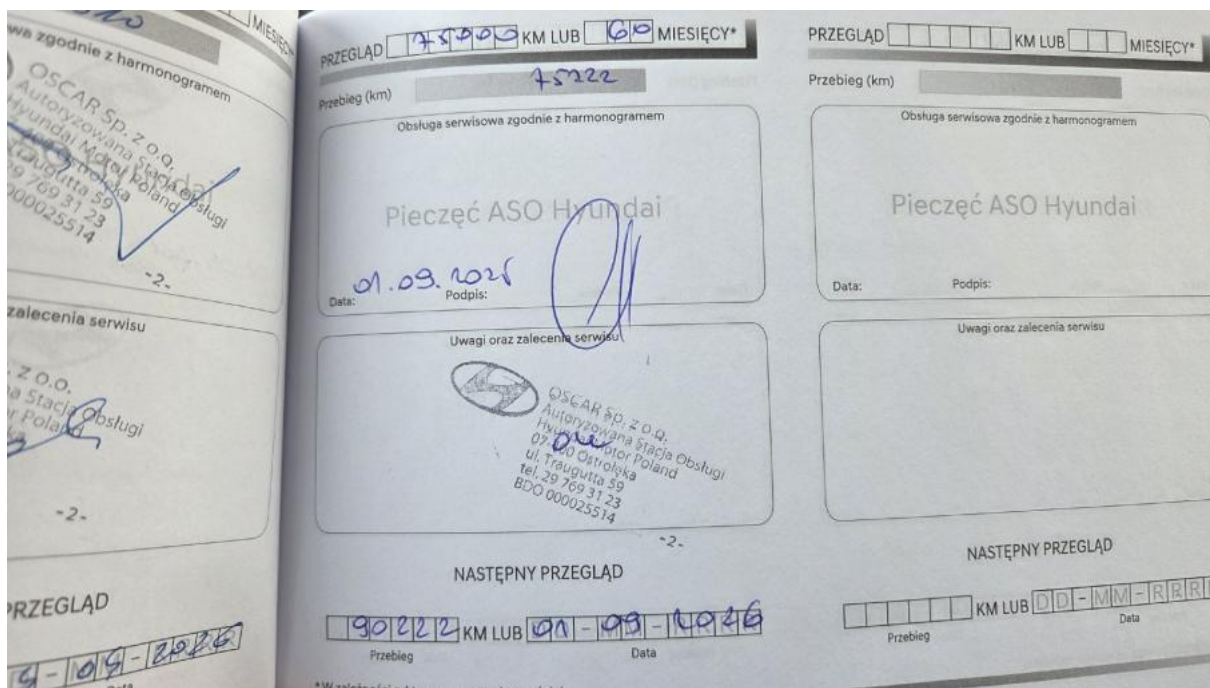 MIESIĘCY*
wa zgodnie z harmonogramem
OSCAR Sp. z o.o.
Autoryzowana Stacja Obsługi
Hyundai Motor Poland
Ostrołęka
Traugutta 59
29 769 31 23
000025514
-2-
zalecenia serwisu
z o.o.
a Stacja Obsługi
r Poland
-2-
PRZEGLĄD
Data
PRZEGLĄD 75000 KM LUB 60 MIESIĘCY*
Przebieg (km) 75222
Obsługa serwisowa zgodnie z harmonogramem
Pieczęć ASO Hyundai
Data: 01.09.2025 Podpis:
Uwagi oraz zalecenia serwisu
OSCAR Sp. z o.o.
Autoryzowana Stacja Obsługi
Hyundai Motor Poland
Ostrołęka
ul. Traugutta 59
tel. 29 769 31 23
BDO 000025514
-2-
NASTĘPNY PRZEGLĄD
90222 KM LUB 01-09-2026
Przebieg Data
PRZEGLĄD KM LUB MIESIĘCY*
Przebieg (km)
Obsługa serwisowa zgodnie z harmonogramem
Pieczęć ASO Hyundai
Data: Podpis:
Uwagi oraz zalecenia serwisu
NASTĘPNY PRZEGLĄD
KM LUB DD-MM-RRR
Przebieg Data